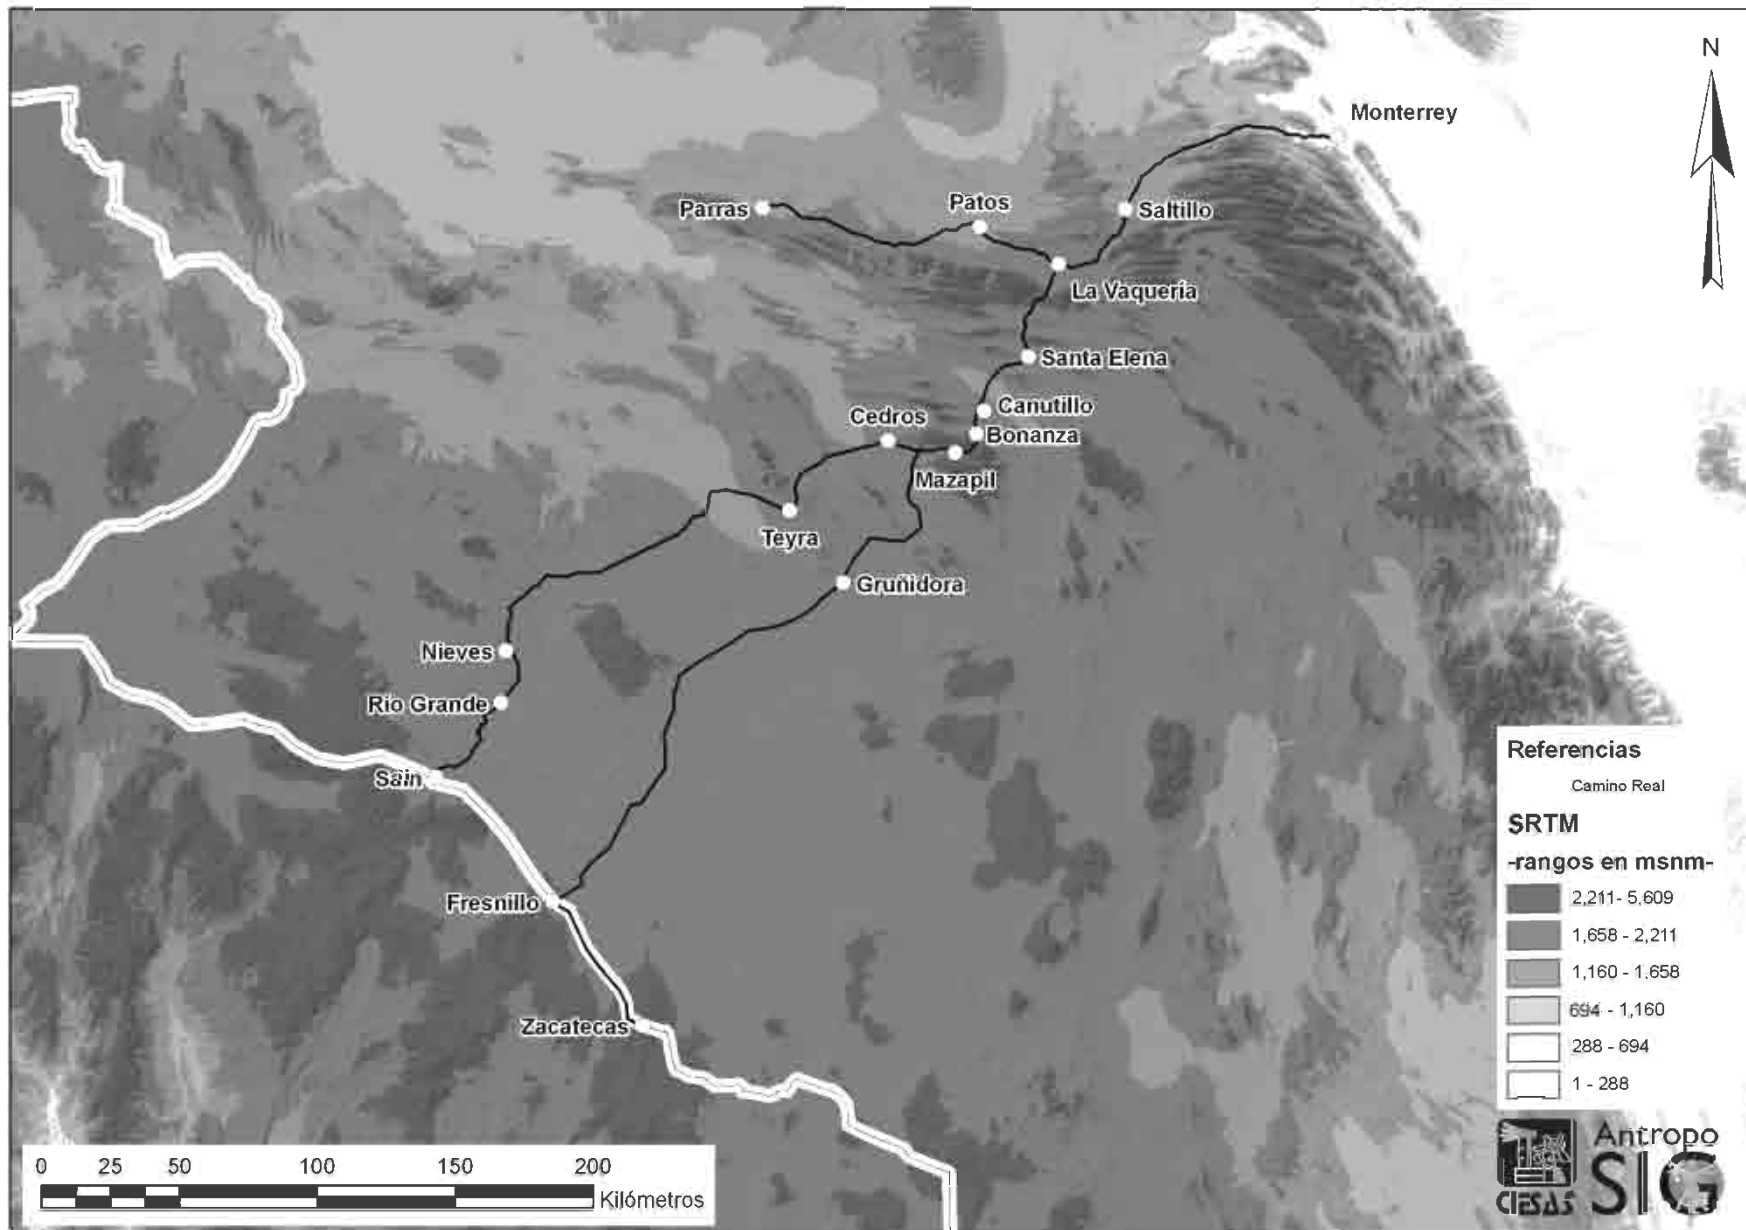 N
Monterrey
Parras
Patos
Saltillo
La Vaquería
Santa Elena
Canutillo
Cedros
Bonanza
Mazapil
Teyra
Gruñidora
Nieves
Río Grande
Sain
Fresnillo
Zacatecas
Referencias
Camino Real
SRTM
-rangos en msnm-
2,211- 5,609
1,658 - 2,211
1,160 - 1,658
694 - 1,160
288 - 694
1 - 288
0 25 50 100 150 200
Kilómetros
Antropo
SIG
CIESAS